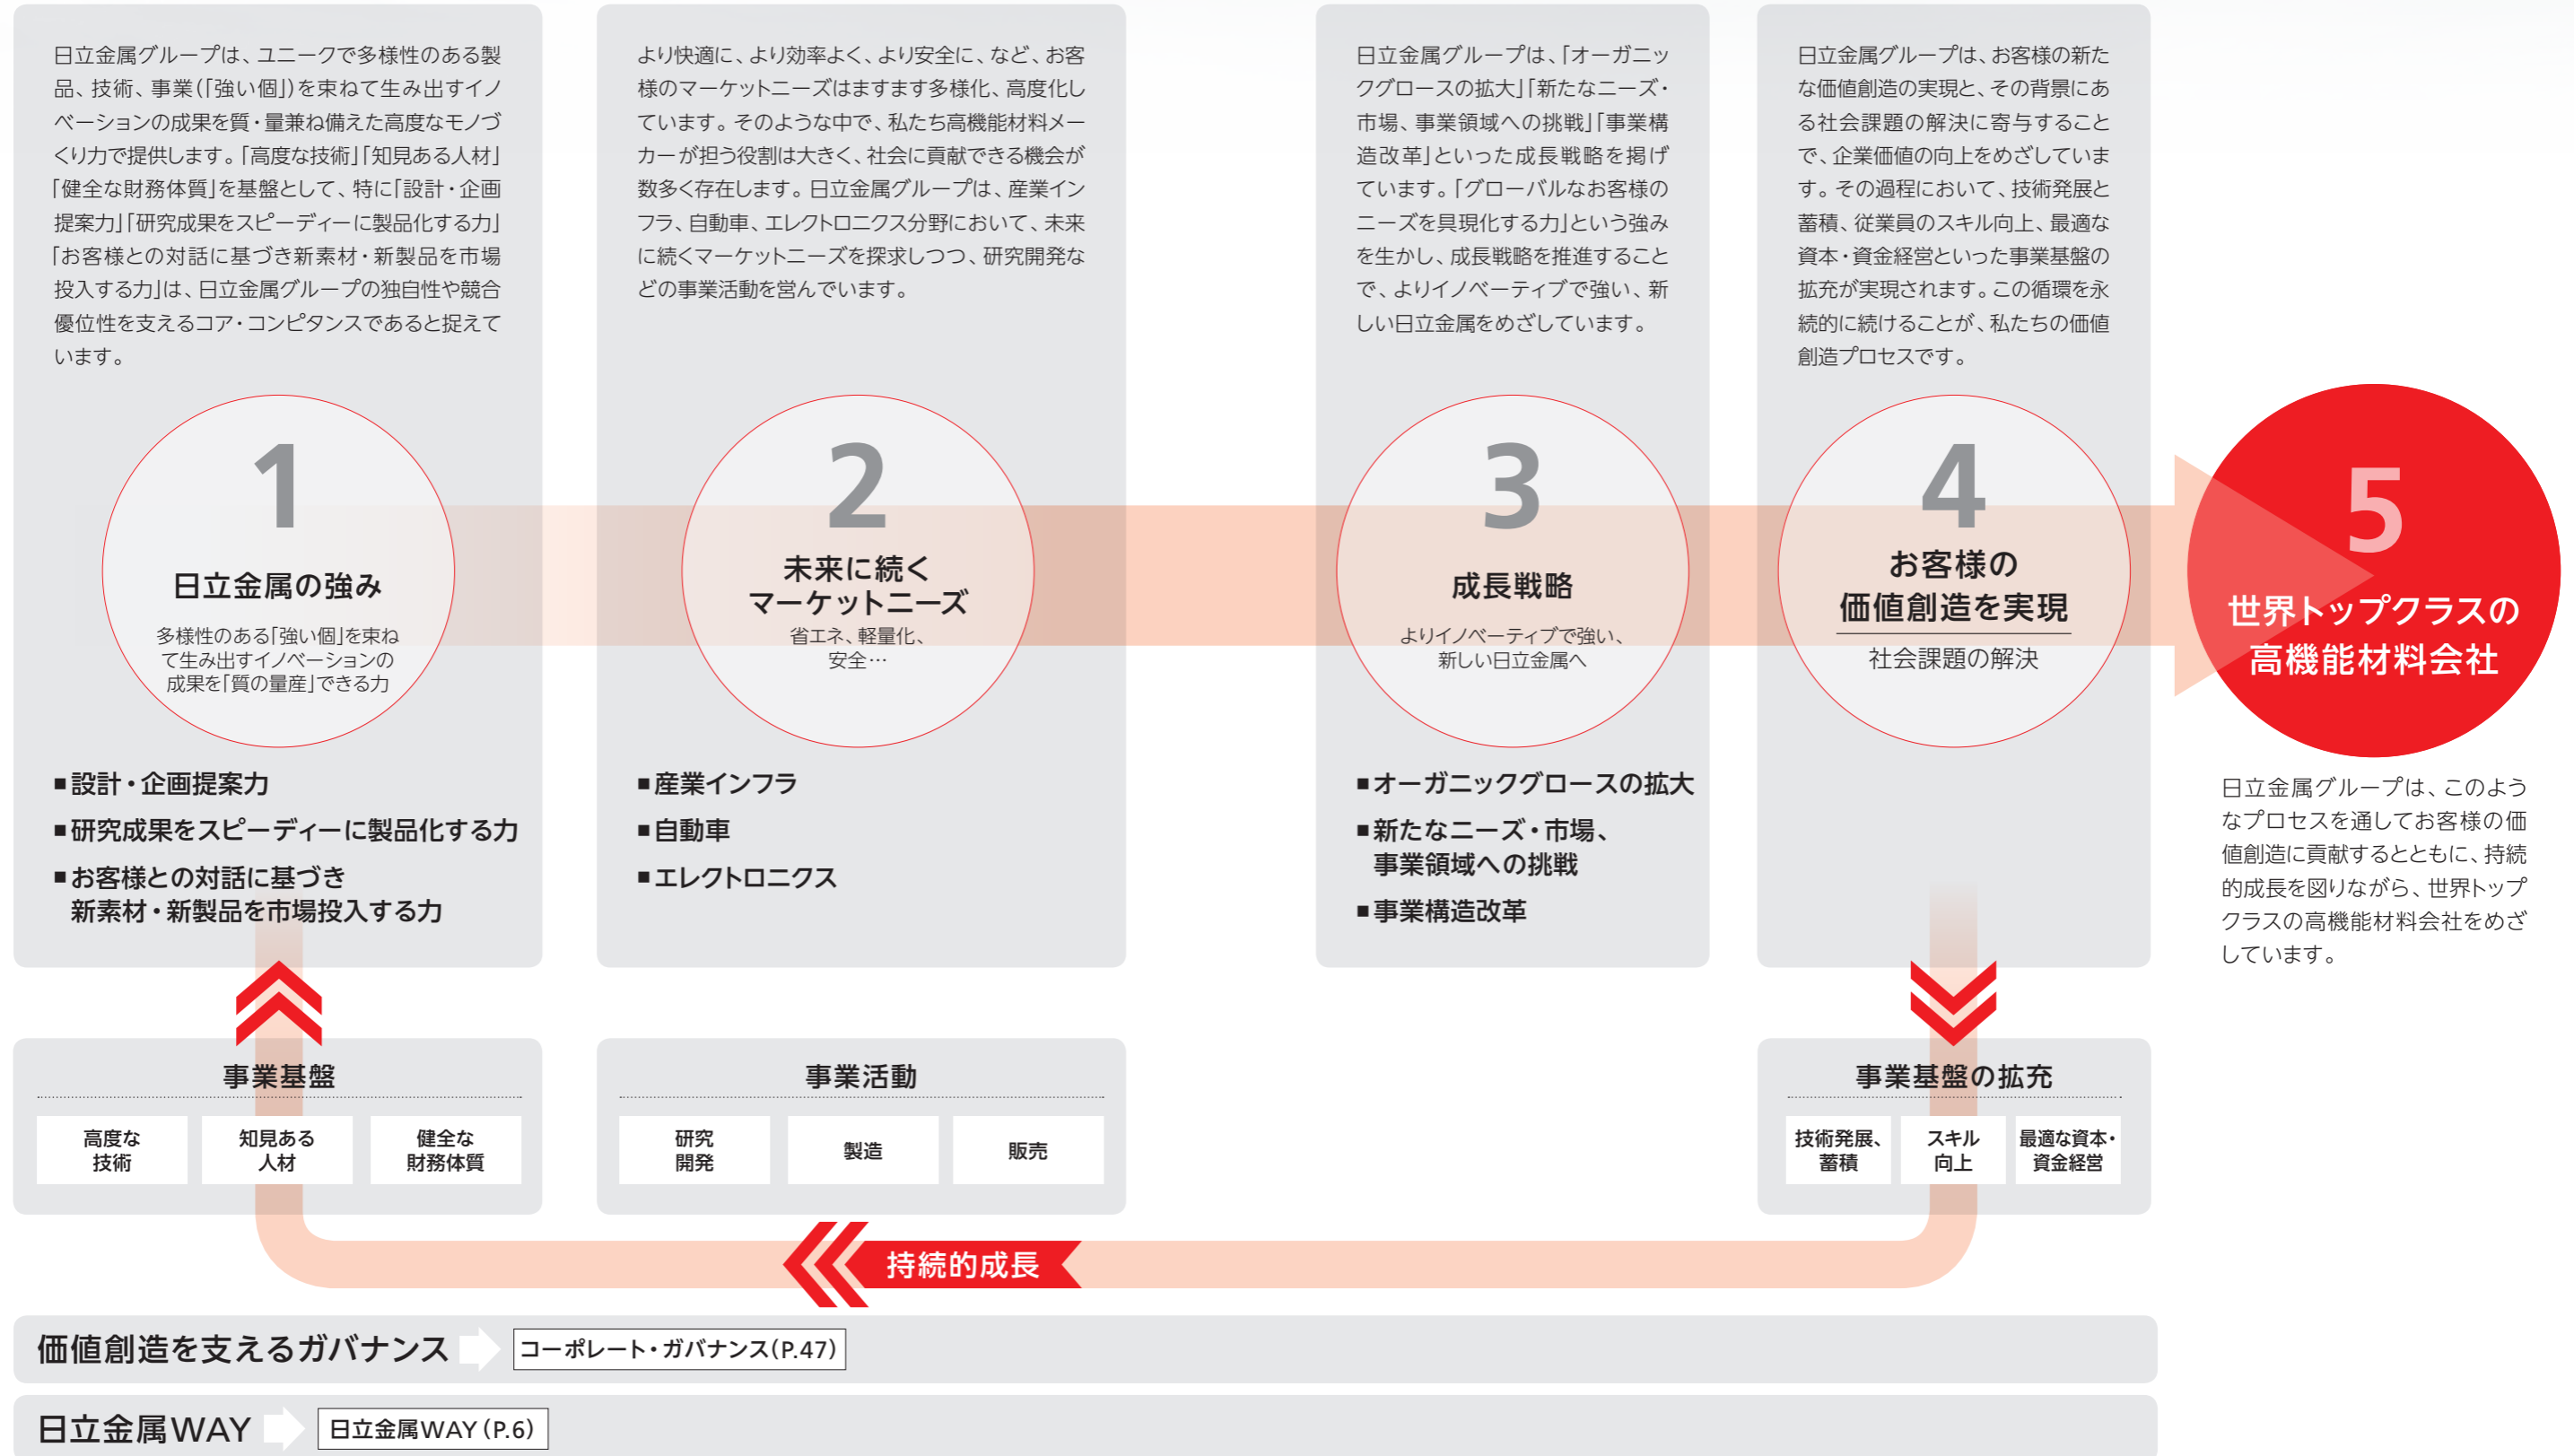 日立金属グループは、ユニークで多様性のある製
品、技術、事業(「強い個」)を束ねて生み出すイノ
ベーションの成果を質・量兼ね備えた高度なモノづ
くり力で提供します。「高度な技術」「知見ある人材」
「健全な財務体質」を基盤として、特に「設計・企画
提案力」「研究成果をスピーディーに製品化する力」
「お客様との対話に基づき新素材・新製品を市場
投入する力」は、日立金属グループの独自性や競合
優位性を支えるコア・コンピタンスであると捉えて
います。
1
日立金属の強み
多様性のある「強い個」を束ね
て生み出すイノベーションの
成果を「質の量産」できる力
■設計・企画提案力
■研究成果をスピーディーに製品化する力
■お客様との対話に基づき
新素材・新製品を市場投入する力
より快適に、より効率よく、より安全に、など、お客
様のマーケットニーズはますます多様化、高度化し
ています。そのような中で、私たち高機能材料メー
カーが担う役割は大きく、社会に貢献できる機会が
数多く存在します。日立金属グループは、産業イン
フラ、自動車、エレクトロニクス分野において、未来
に続くマーケットニーズを探求しつつ、研究開発な
どの事業活動を営んでいます。
2
未来に続く
マーケットニーズ
省エネ、軽量化、
安全…
■産業インフラ
■自動車
■エレクトロニクス
日立金属グループは、「オーガニッ
クグロースの拡大」「新たなニーズ・
市場、事業領域への挑戦」「事業構
造改革」といった成長戦略を掲げ
ています。「グローバルなお客様の
ニーズを具現化する力」という強み
を生かし、成長戦略を推進すること
で、よりイノベーティブで強い、新
しい日立金属をめざしています。
3
成長戦略
よりイノベーティブで強い、
新しい日立金属へ
■オーガニックグロースの拡大
■新たなニーズ・市場、
事業領域への挑戦
■事業構造改革
日立金属グループは、お客様の新た
な価値創造の実現と、その背景にあ
る社会課題の解決に寄与すること
で、企業価値の向上をめざしていま
す。その過程において、技術発展と
蓄積、従業員のスキル向上、最適な
資本・資金経営といった事業基盤の
拡充が実現されます。この循環を永
続的に続けることが、私たちの価値
創造プロセスです。
4
お客様の
価値創造を実現
社会課題の解決
5
世界トップクラスの
高機能材料会社
日立金属グループは、このよう
なプロセスを通してお客様の価
値創造に貢献するとともに、持続
的成長を図りながら、世界トップ
クラスの高機能材料会社をめざ
しています。
事業基盤
高度な
技術
知見ある
人材
健全な
財務体質
事業活動
研究
開発
製造
販売
事業基盤の拡充
技術発展、
蓄積
スキル
向上
最適な資本・
資金経営
持続的成長
価値創造を支えるガバナンス
コーポレート・ガバナンス(P.47)
日立金属WAY
日立金属WAY(P.6)